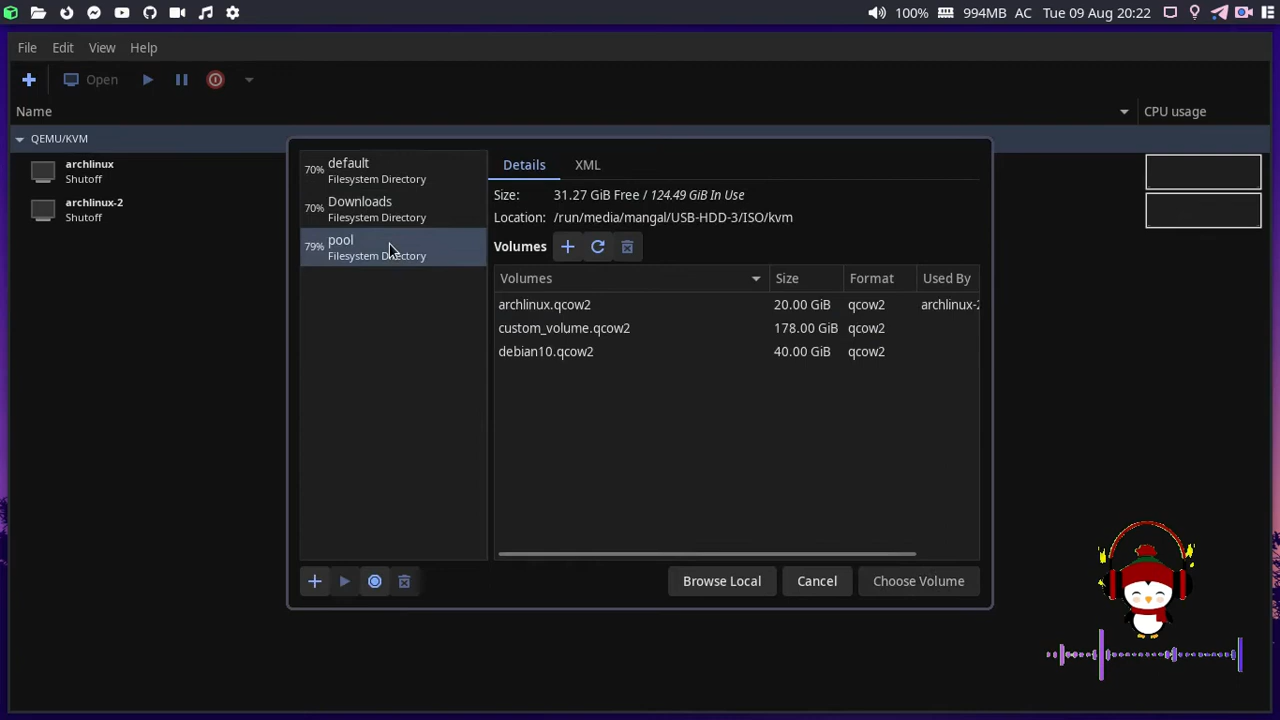 100% 994MB AC Tue 09 Aug 20:22
File Edit View Help
Open
Name CPU usage
QEMU/KVM
archlinux
Shutoff
archlinux-2
Shutoff
70% default
Filesystem Directory
70% Downloads
Filesystem Directory
79% pool
Filesystem Directory
Details XML
Size: 31.27 GiB Free / 124.49 GiB In Use
Location: /run/media/mangal/USB-HDD-3/ISO/kvm
Volumes
Volumes Size Format Used By
archlinux.qcow2 20.00 GiB qcow2 archlinux-2
custom_volume.qcow2 178.00 GiB qcow2
debian10.qcow2 40.00 GiB qcow2
Browse Local Cancel Choose Volume